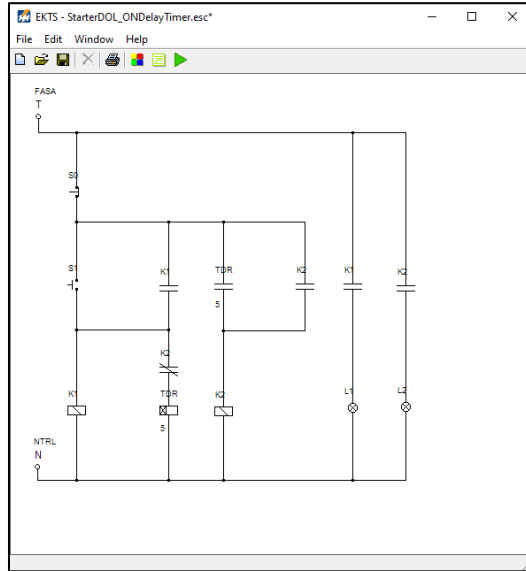 EKTS - StarterDOL_ONDelayTimer.esc*
File Edit Window Help
FASA
T
S0
S1
K1
TDR
5
K2
K1
K2
K2
K1
TDR
5
K2
L1
L2
NTRL
N